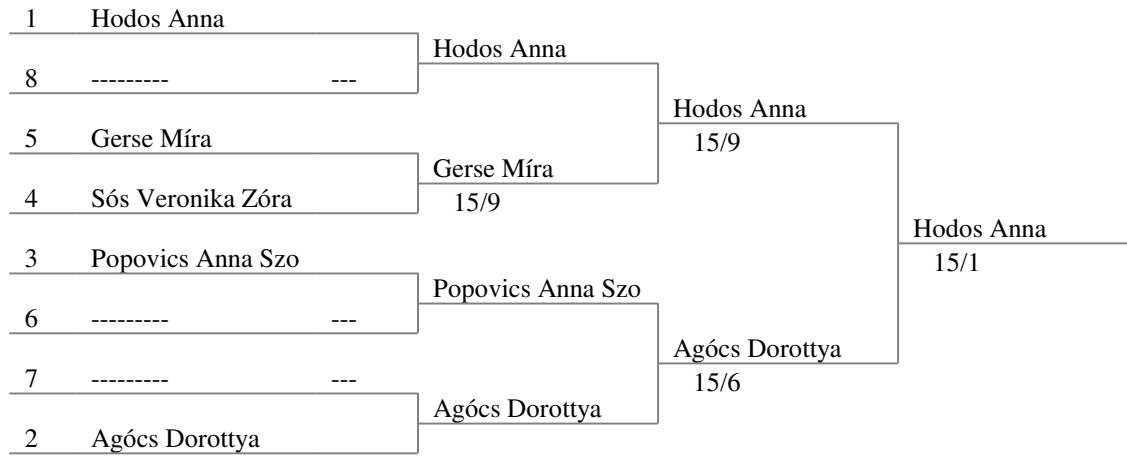 1 Hodos Anna
8 --------- ---
5 Gerse Míra
4 Sós Veronika Zóra
3 Popovics Anna Szo
6 --------- ---
7 --------- ---
2 Agócs Dorottya
Hodos Anna
Gerse Míra
15/9
Popovics Anna Szo
Agócs Dorottya
Hodos Anna
15/9
Agócs Dorottya
15/6
Hodos Anna
15/1